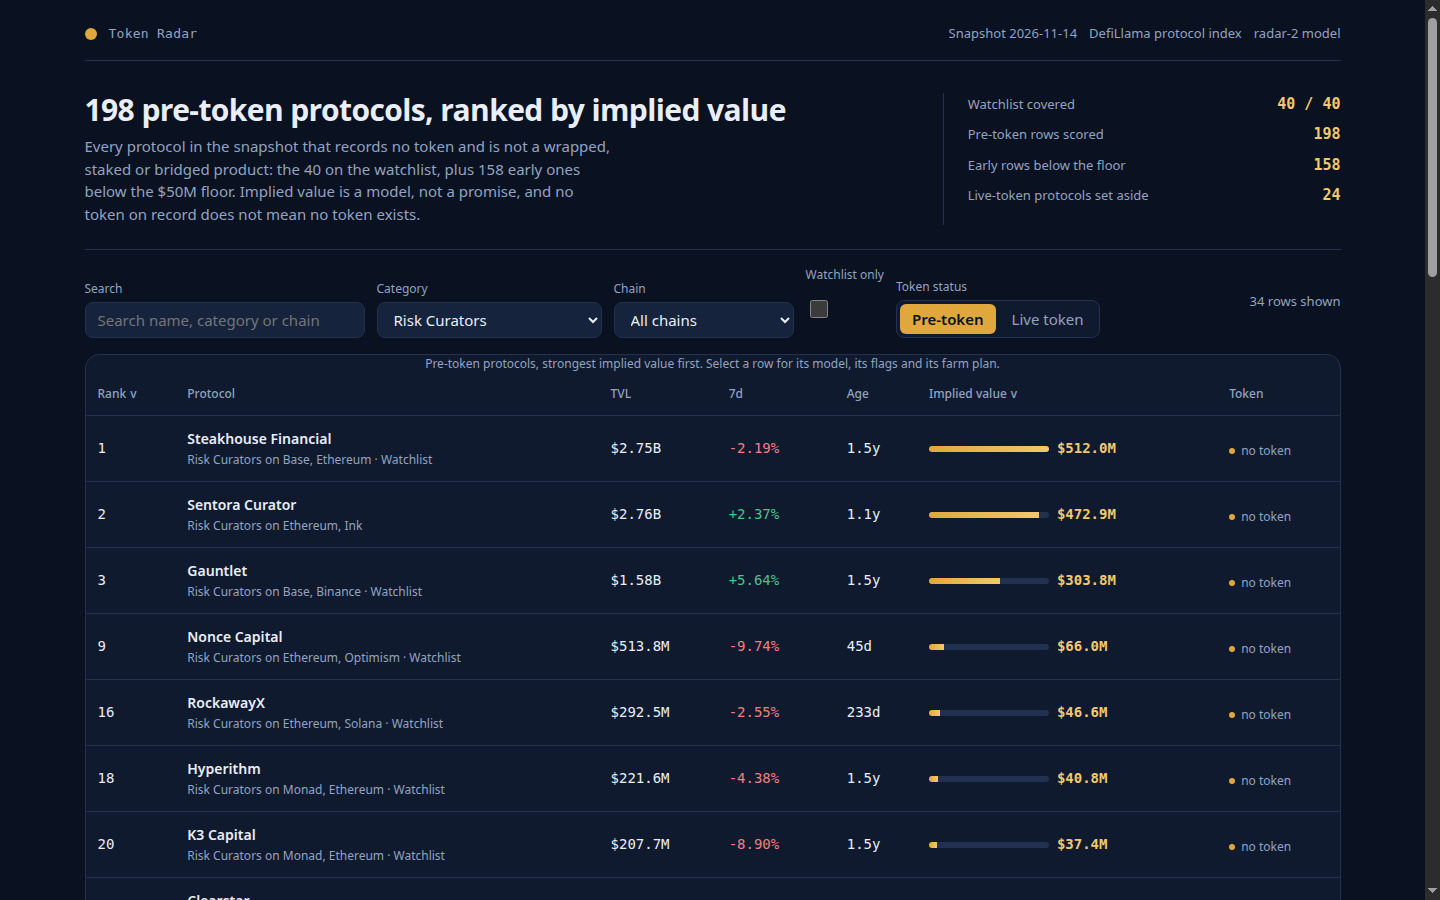 Token Radar
Snapshot 2026-11-14 DefiLlama protocol index radar-2 model
198 pre-token protocols, ranked by implied value
Every protocol in the snapshot that records no token and is not a wrapped,
staked or bridged product: the 40 on the watchlist, plus 158 early ones
below the $50M floor. Implied value is a model, not a promise, and no
token on record does not mean no token exists.
Watchlist covered 40 / 40
Pre-token rows scored 198
Early rows below the floor 158
Live-token protocols set aside 24
Search Category Chain Watchlist only Token status
Search name, category or chain Risk Curators All chains Pre-token Live token 34 rows shown
Pre-token protocols, strongest implied value first. Select a row for its model, its flags and its farm plan.
Rank v Protocol TVL 7d Age Implied value v Token
1 Steakhouse Financial $2.75B -2.19% 1.5y $512.0M no token
Risk Curators on Base, Ethereum · Watchlist
2 Sentora Curator $2.76B +2.37% 1.1y $472.9M no token
Risk Curators on Ethereum, Ink
3 Gauntlet $1.58B +5.64% 1.5y $303.8M no token
Risk Curators on Base, Binance · Watchlist
9 Nonce Capital $513.8M -9.74% 45d $66.0M no token
Risk Curators on Ethereum, Optimism · Watchlist
16 RockawayX $292.5M -2.55% 233d $46.6M no token
Risk Curators on Ethereum, Solana · Watchlist
18 Hyperithm $221.6M -4.38% 1.5y $40.8M no token
Risk Curators on Monad, Ethereum · Watchlist
20 K3 Capital $207.7M -8.90% 1.5y $37.4M no token
Risk Curators on Monad, Ethereum · Watchlist